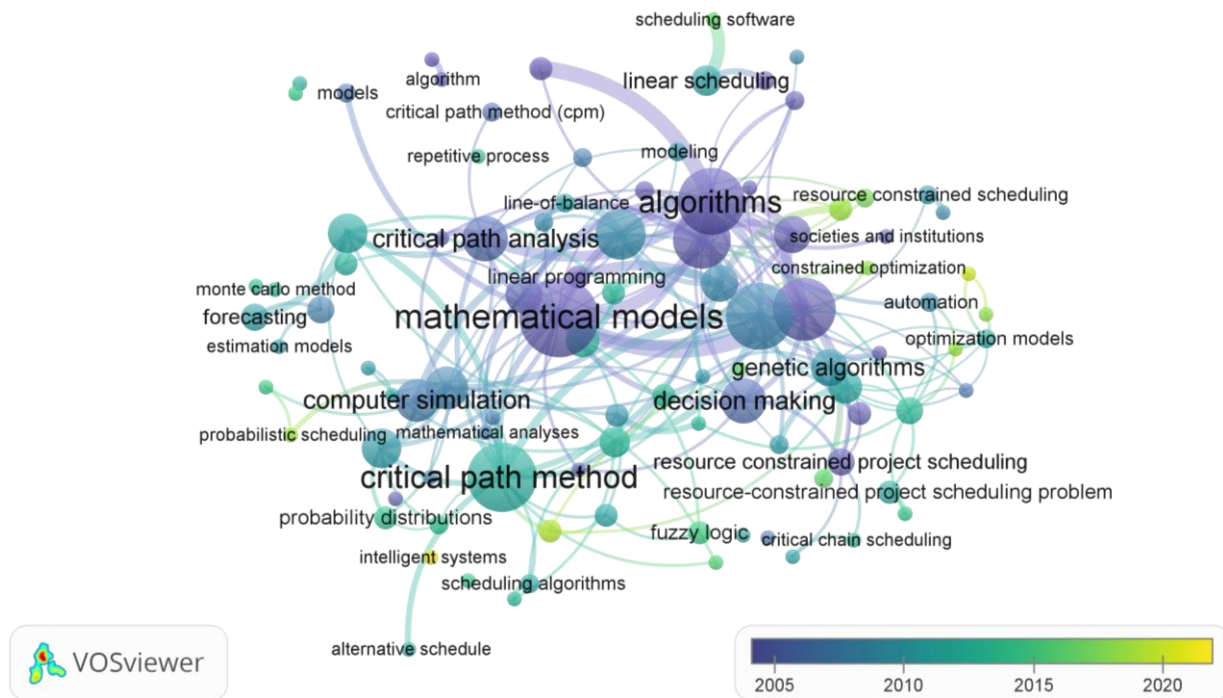 scheduling software
linear scheduling
algorithm
models
critical path method (cpm)
repetitive process
modeling
line-of-balance
algorithms
resource constrained scheduling
critical path analysis
societies and institutions
linear programming
constrained optimization
monte carlo method
forecasting
mathematical models
automation
estimation models
optimization models
genetic algorithms
computer simulation
decision making
probabilistic scheduling
mathematical analyses
critical path method
resource constrained project scheduling
resource-constrained project scheduling problem
probability distributions
fuzzy logic
critical chain scheduling
intelligent systems
scheduling algorithms
alternative schedule
VOSviewer
2005
2010
2015
2020